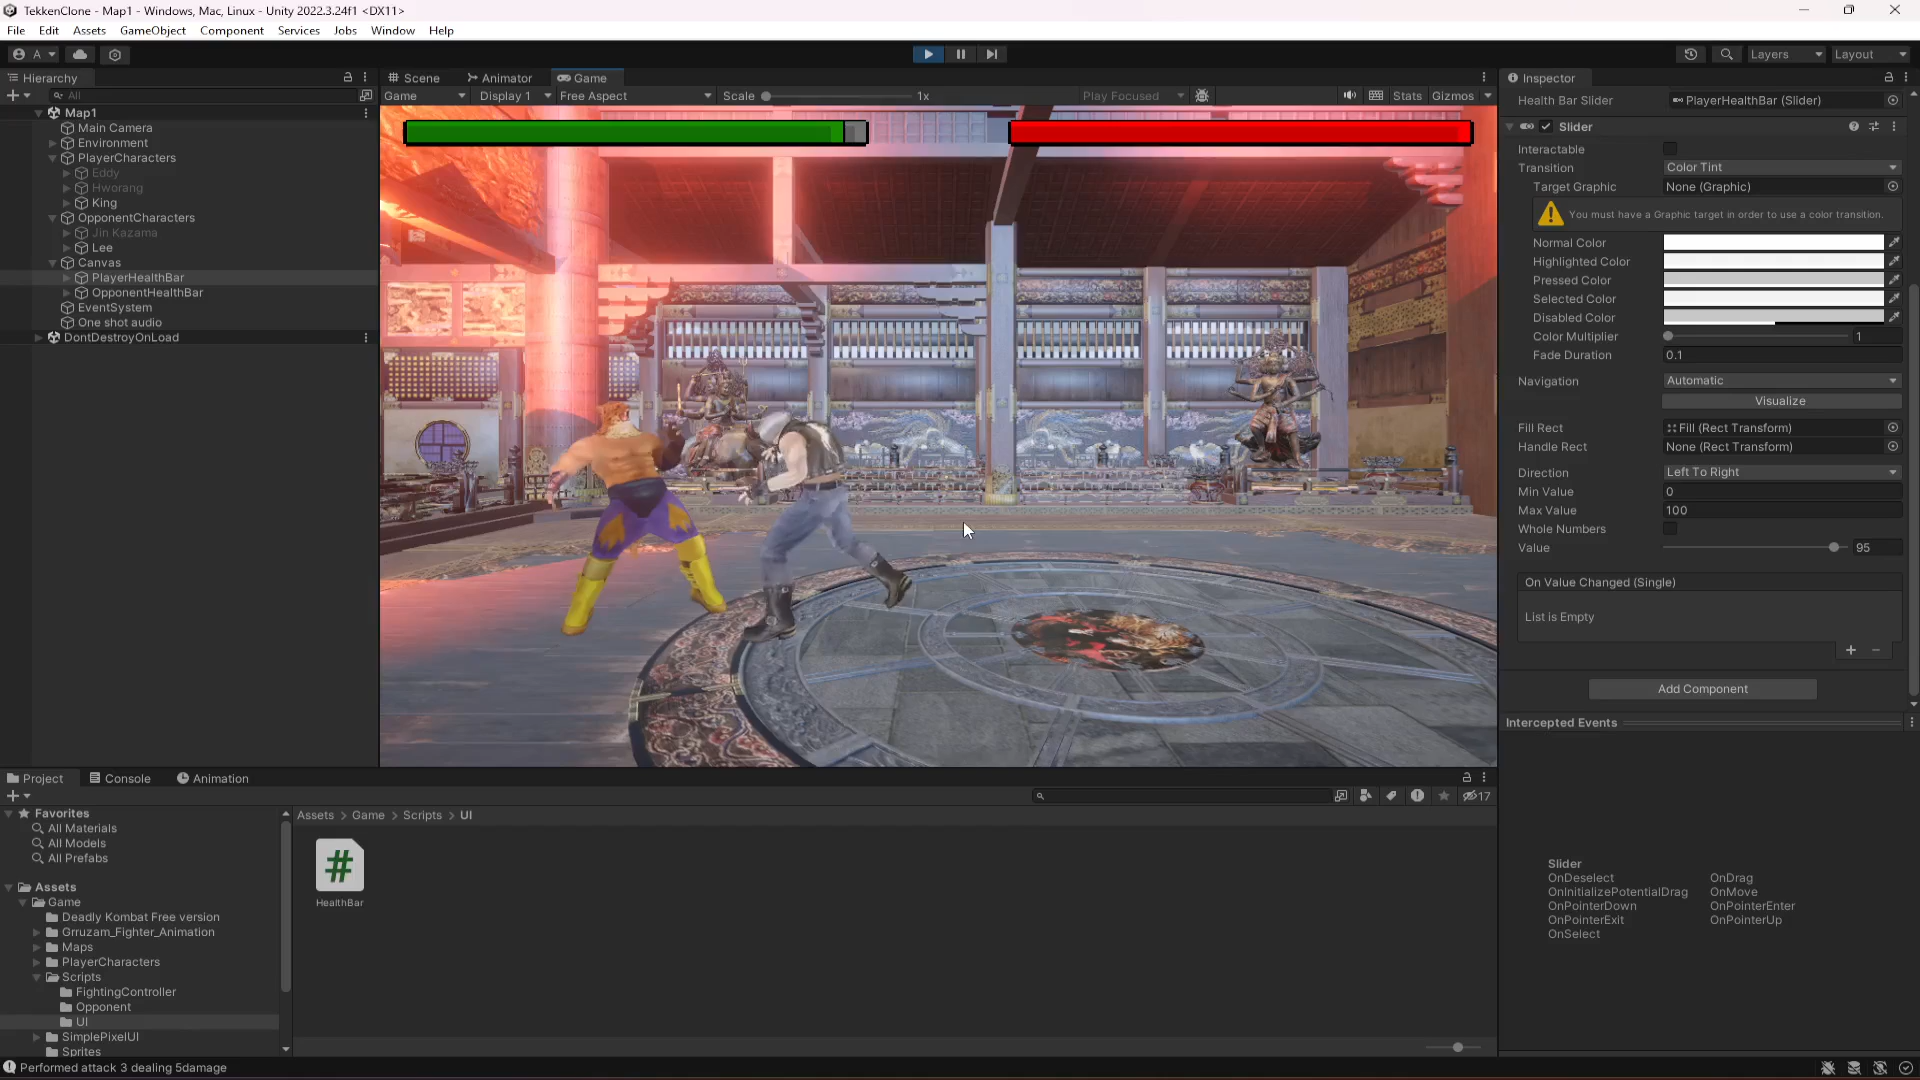 TekkenClone - Map1 - Windows, Mac, Linux - Unity 2022.3.24f1 <DX11>
File Edit Assets GameObject Component Services Jobs Window Help
A Layers Layout
Hierarchy
All
Map1
Main Camera
Environment
PlayerCharacters
Eddy
Hworang
King
OpponentCharacters
Jin Kazama
Lee
Canvas
PlayerHealthBar
OpponentHealthBar
EventSystem
One shot audio
DontDestroyOnLoad
Scene Animator Game
Game Display 1 Free Aspect Scale 1x Play Focused Stats Gizmos
Inspector
Health Bar Slider PlayerHealthBar (Slider)
Slider
Interactable
Transition Color Tint
Target Graphic None (Graphic)
You must have a Graphic target in order to use a color transition.
Normal Color
Highlighted Color
Pressed Color
Selected Color
Disabled Color
Color Multiplier 1
Fade Duration 0.1
Navigation Automatic
Visualize
Fill Rect Fill (Rect Transform)
Handle Rect None (Rect Transform)
Direction Left To Right
Min Value 0
Max Value 100
Whole Numbers
Value 95
On Value Changed (Single)
List is Empty
Add Component
Intercepted Events
Slider
OnDeselect OnDrag
OnInitializePotentialDrag OnMove
OnPointerDown OnPointerEnter
OnPointerExit OnPointerUp
OnSelect
Project Console Animation
17
Favorites
All Materials
All Models
All Prefabs
Assets
Game
Deadly Kombat Free version
Grruzam_Fighter_Animation
Maps
PlayerCharacters
Scripts
FightingController
Opponent
UI
SimplePixelUI
Sprites
Assets > Game > Scripts > UI
#
HealthBar
Performed attack 3 dealing 5damage